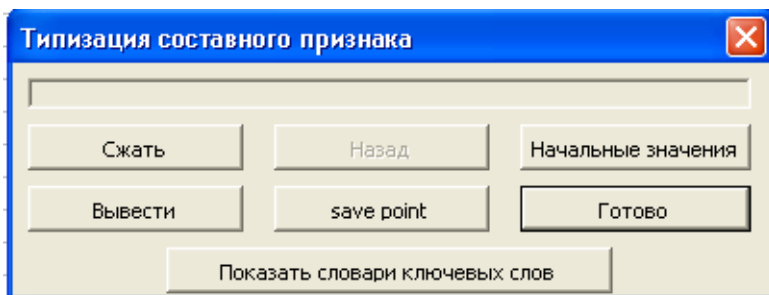 Типизация составного признака
Сжать
Назад
Начальные значения
Вывести
save point
Готово
Показать словари ключевых слов